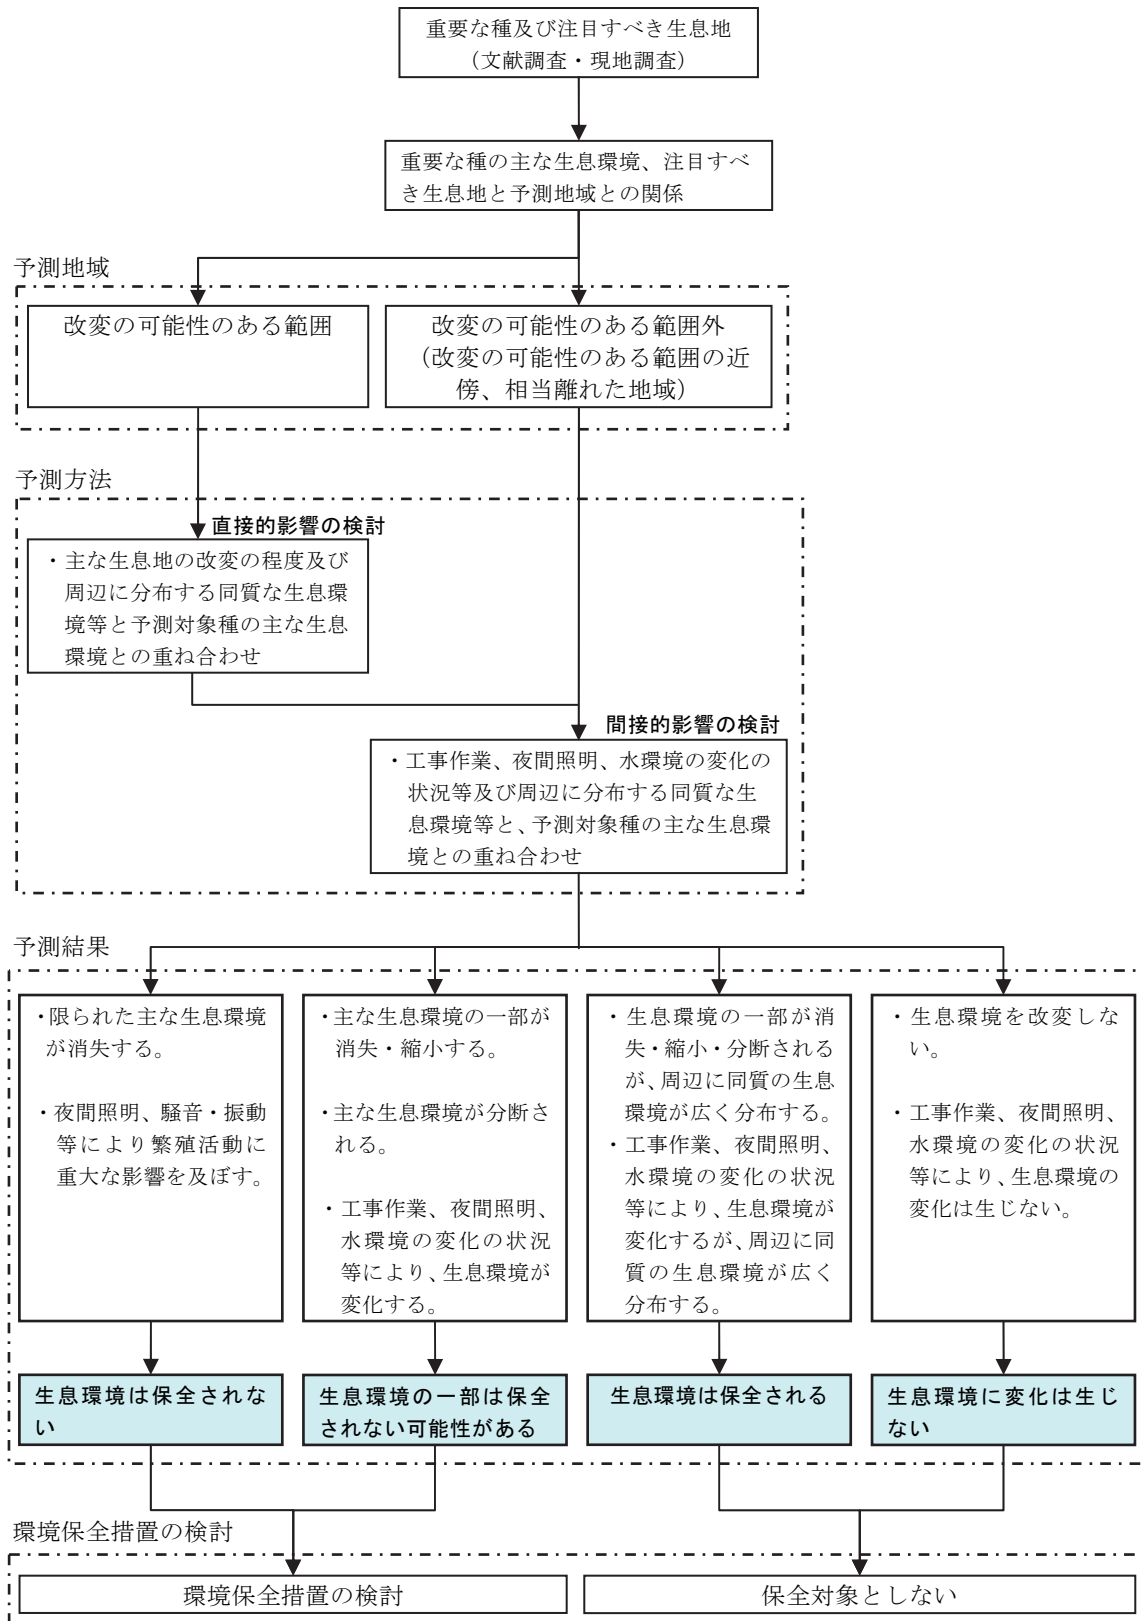 重要な種及び注目すべき生息地
（文献調査・現地調査）
重要な種の主な生息環境、注目すべ
き生息地と予測地域との関係
予測地域
改変の可能性のある範囲
改変の可能性のある範囲外
（改変の可能性のある範囲の近
傍、相当離れた地域）
予測方法
直接的影響の検討
・主な生息地の改変の程度及び
周辺に分布する同質な生息環
境等と予測対象種の主な生息
環境との重ね合わせ
間接的影響の検討
・工事作業、夜間照明、水環境の変化の
状況等及び周辺に分布する同質な生
息環境等と、予測対象種の主な生息環
境との重ね合わせ
予測結果
・限られた主な生息環境
が消失する。
・夜間照明、騒音・振動
等により繁殖活動に
重大な影響を及ぼす。
・主な生息環境の一部が
消失・縮小する。
・主な生息環境が分断さ
れる。
・工事作業、夜間照明、
水環境の変化の状況
等により、生息環境が
変化する。
・生息環境の一部が消
失・縮小・分断される
が、周辺に同質の生息
環境が広く分布する。
・工事作業、夜間照明、
水環境の変化の状況
等により、生息環境が
変化するが、周辺に同
質の生息環境が広く
分布する。
・生息環境を改変しな
い。
・工事作業、夜間照明、
水環境の変化の状況
等により、生息環境の
変化は生じない。
生息環境は保全されな
い
生息環境の一部は保全
されない可能性がある
生息環境は保全される
生息環境に変化は生じ
ない
環境保全措置の検討
環境保全措置の検討
保全対象としない